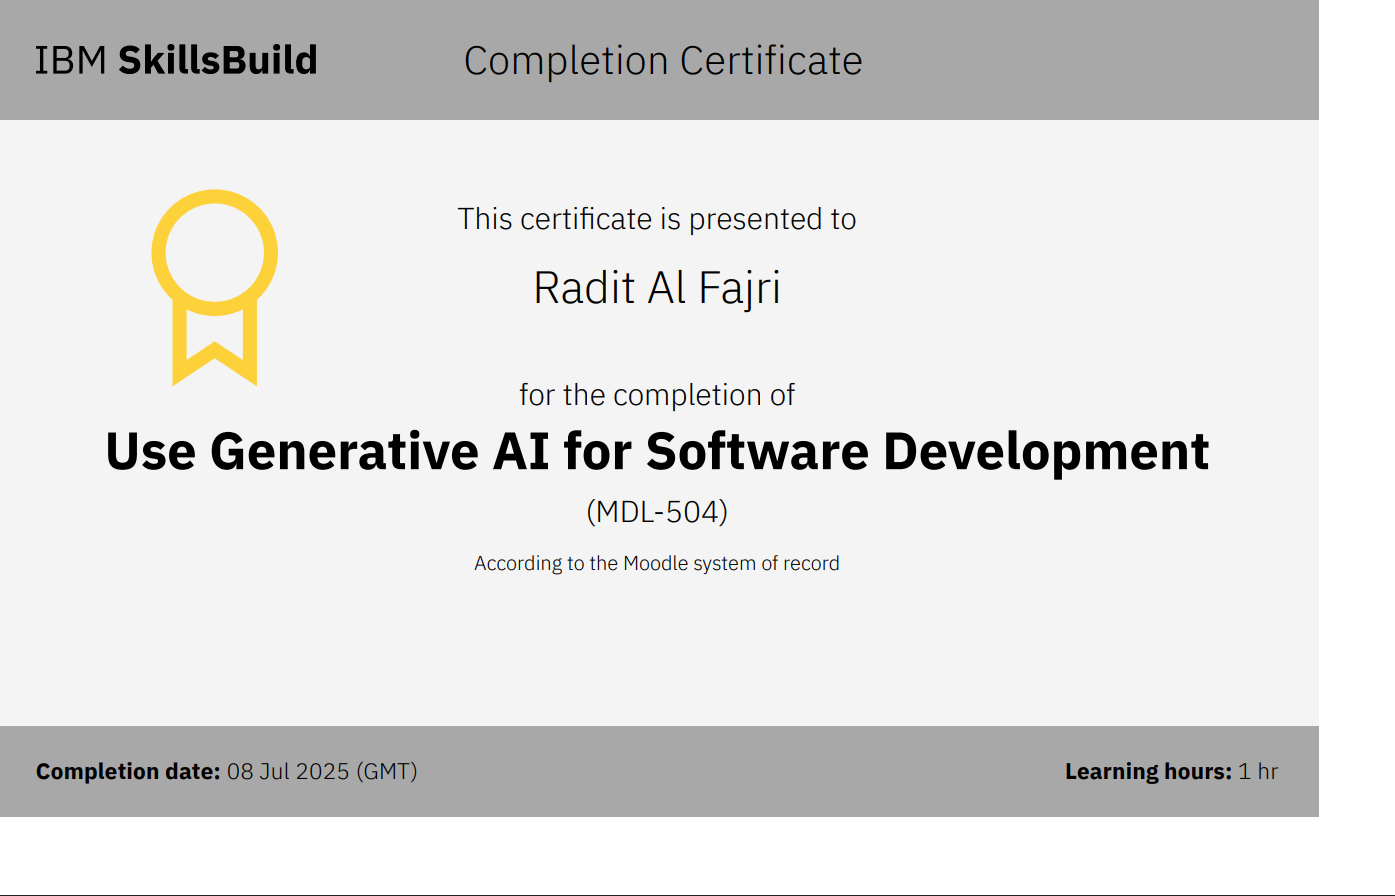 IBM SkillsBuild
Completion Certificate
This certificate is presented to
Radit Al Fajri
for the completion of
Use Generative AI for Software Development
(MDL-504)
According to the Moodle system of record
Completion date: 08 Jul 2025 (GMT)
Learning hours: 1 hr